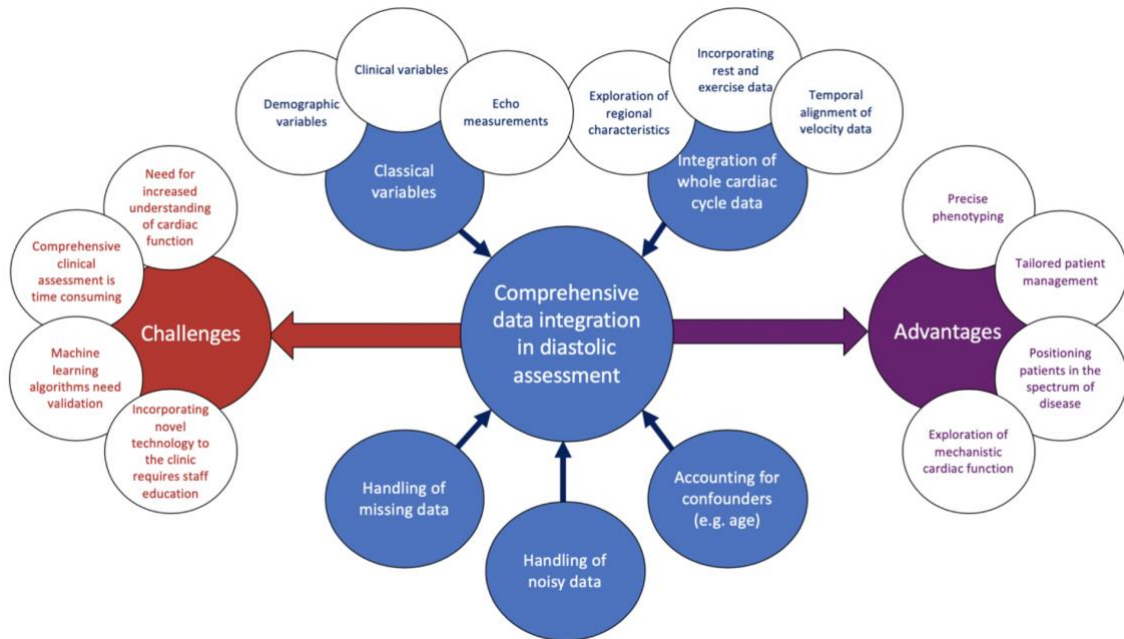 Clinical variables
Demographic
variables
Echo
measurements
Classical
variables
Incorporating
rest and
exercise data
Exploration of
regional
characteristics
Temporal
alignment of
velocity data
Integration of
whole cardiac
cycle data
Need for
increased
understanding
of cardiac
function
Comprehensive
clinical
assessment is
time consuming
Challenges
Machine
learning
algorithms need
validation
Incorporating
novel
technology to
the clinic
requires staff
education
Comprehensive
data integration
in diastolic
assessment
Precise
phenotyping
Tailored patient
management
Advantages
Positioning
patients in the
spectrum of
disease
Exploration of
mechanistic
cardiac function
Handling of
missing data
Handling of
noisy data
Accounting for
confounders
(e.g. age)